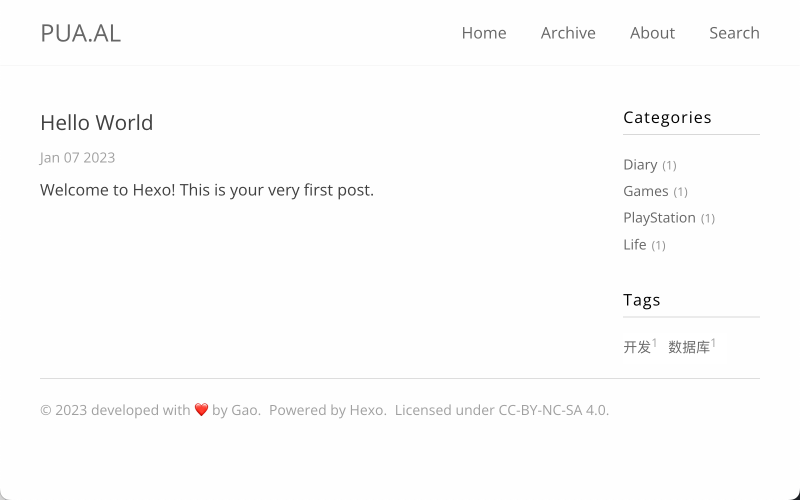 PUA.AL
Home Archive About Search
Hello World
Jan 07 2023
Welcome to Hexo! This is your very first post.
Categories
Diary (1)
Games (1)
PlayStation (1)
Life (1)
Tags
开发1 数据库1
© 2023 developed with ❤️ by Gao. Powered by Hexo. Licensed under CC-BY-NC-SA 4.0.